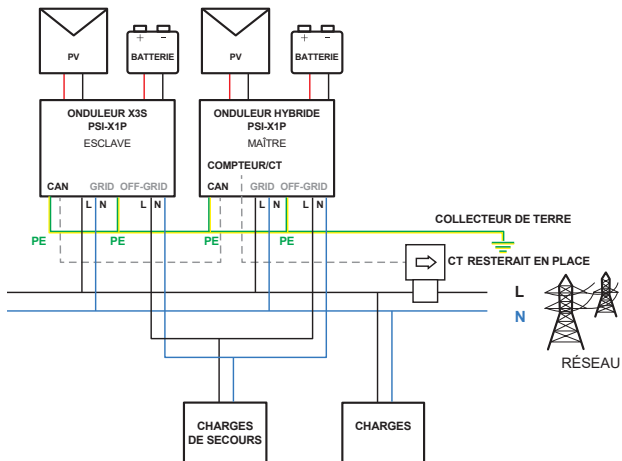 PV
+ -
BATTERIE
PV
+ -
BATTERIE
ONDULEUR X3S
PSI-X1P
ESCLAVE
CAN GRID OFF-GRID
L N L N
ONDULEUR HYBRIDE
PSI-X1P
MAÎTRE
COMPTEUR/CT
CAN GRID OFF-GRID
L N L N
PE PE PE PE
COLLECTEUR DE TERRE
CT RESTERAIT EN PLACE
L
N
RÉSEAU
CHARGES
DE SECOURS
CHARGES